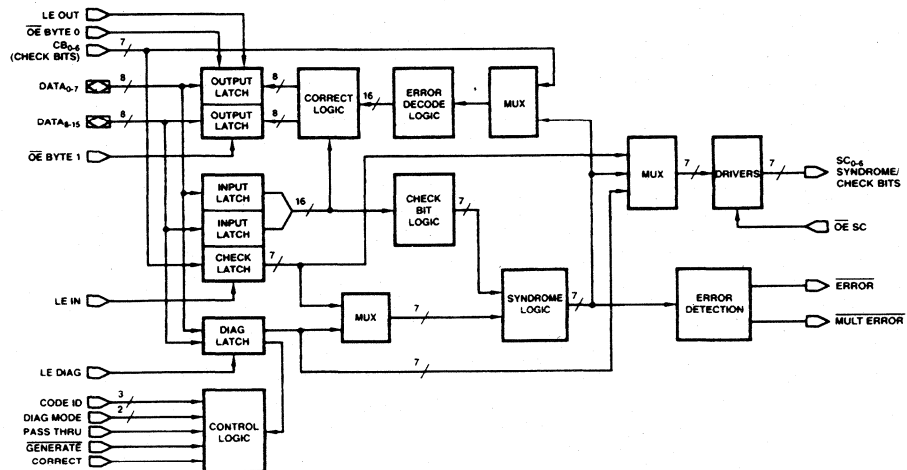 LE OUT
OE BYTE 0
CB0-6
(CHECK BITS)
7
DATA0-7
8
DATA8-15
8
OE BYTE 1
OUTPUT
LATCH
OUTPUT
LATCH
8
8
CORRECT
LOGIC
16
ERROR
DECODE
LOGIC
MUX
INPUT
LATCH
INPUT
LATCH
CHECK
LATCH
16
7
CHECK
BIT
LOGIC
7
MUX
7
DRIVERS
7
SC0-6
SYNDROME/
CHECK BITS
OE SC
LE IN
MUX
7
SYNDROME
LOGIC
7
ERROR
DETECTION
ERROR
MULT ERROR
DIAG
LATCH
7
LE DIAG
CODE ID
3
DIAG MODE
2
PASS THRU
GENERATE
CORRECT
CONTROL
LOGIC